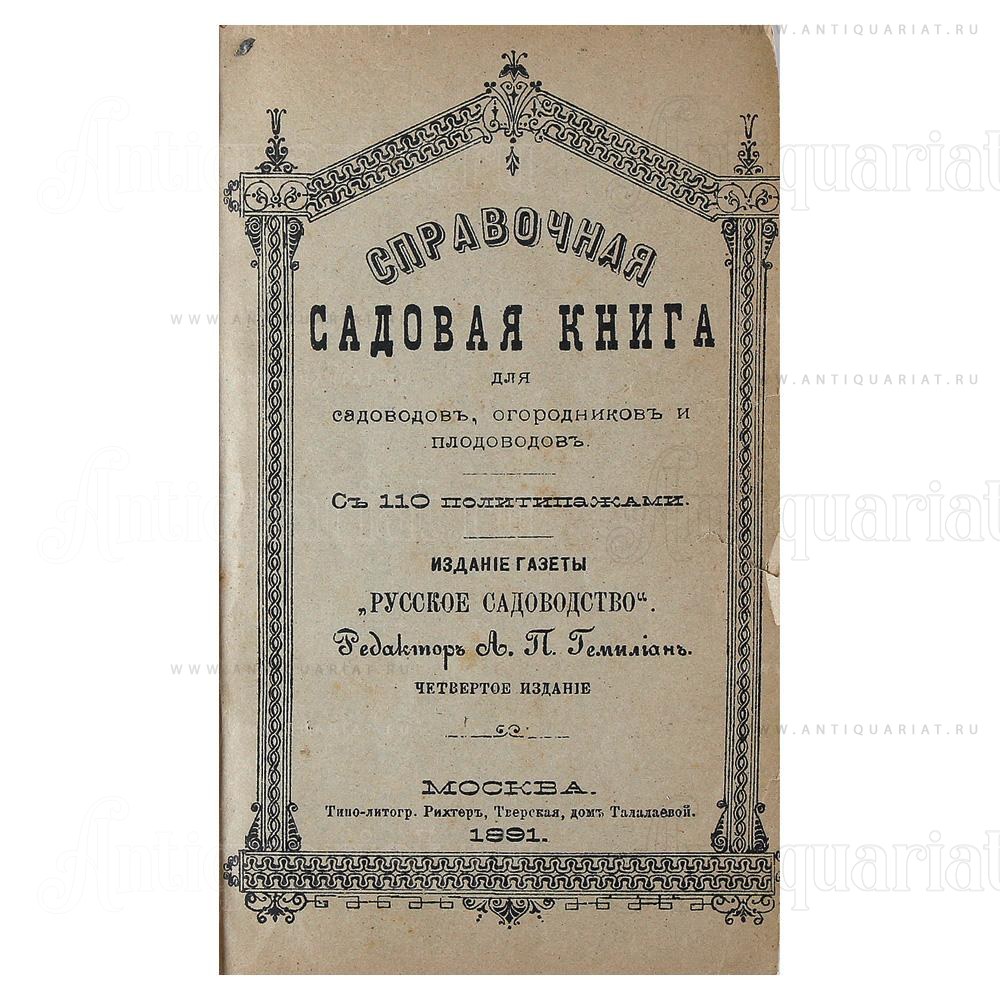 СПРАВОЧНАЯ
САДОВАЯ КНИГА
ДЛЯ
садоводовъ, огородниковъ и
плодоводовъ.
Съ 110 политипажами.
ИЗДАНІЕ ГАЗЕТЫ
„РУССКОЕ САДОВОДСТВО“.
Редакторъ А. П. Гемиліанъ.
ЧЕТВЕРТОЕ ИЗДАНІЕ
МОСКВА.
Типо-литогр. Рихтеръ, Тверская, домъ Талалаевой.
1891.
WWW.ANTIQUARIAT.RU
Antiquariat